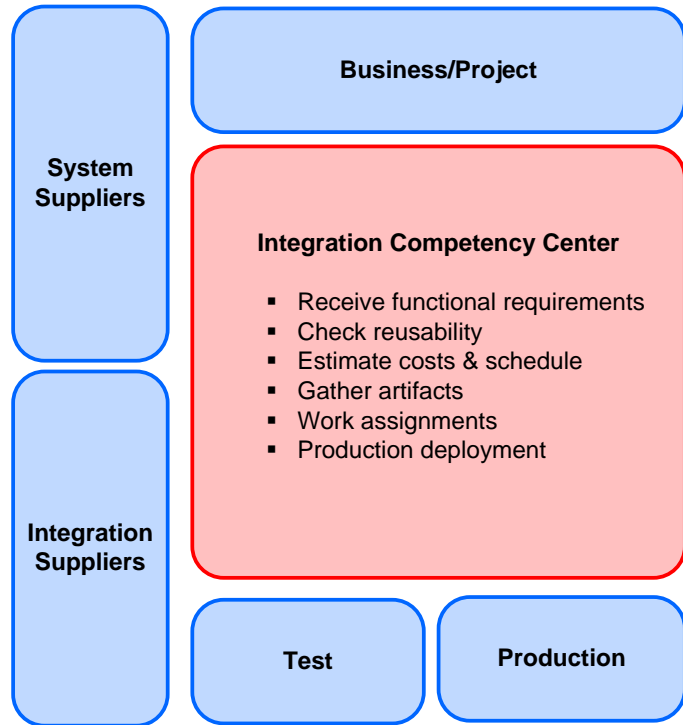 Business/Project
System
Suppliers
Integration Competency Center
▪ Receive functional requirements
▪ Check reusability
▪ Estimate costs & schedule
▪ Gather artifacts
▪ Work assignments
▪ Production deployment
Integration
Suppliers
Test
Production